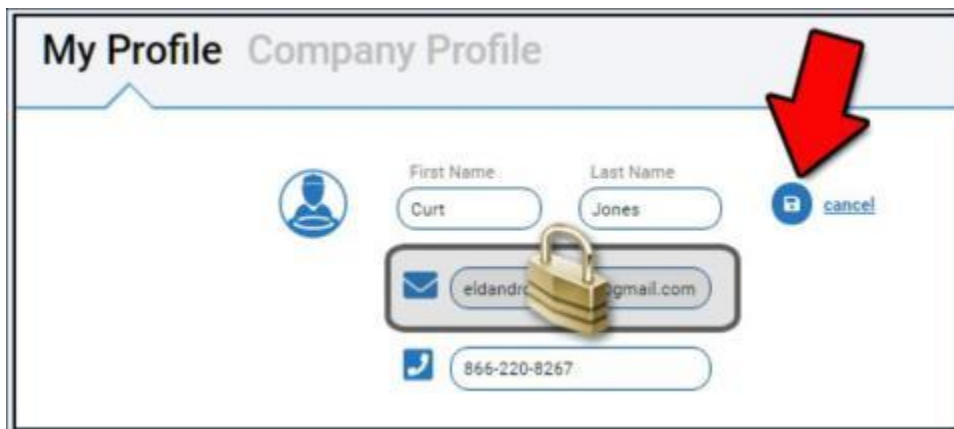 My Profile Company Profile
First Name Last Name
Curt Jones cancel
gmail.com
866-220-8267